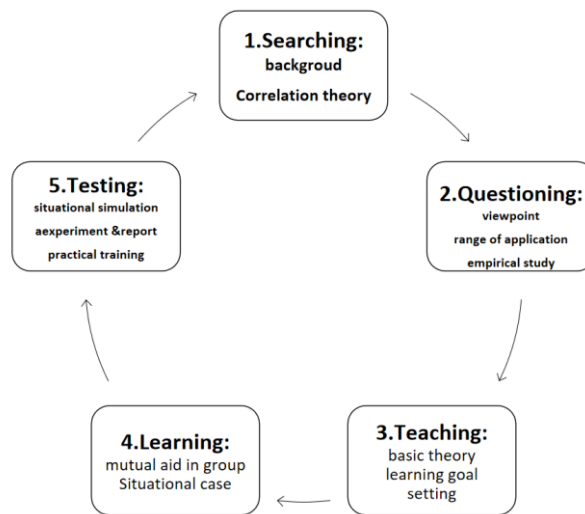 1.Searching:
backgroud
Correlation theory
2.Questioning:
viewpoint
range of application
empirical study
3.Teaching:
basic theory
learning goal
setting
4.Learning:
mutual aid in group
Situational case
5.Testing:
situational simulation
aexperiment &report
practical training